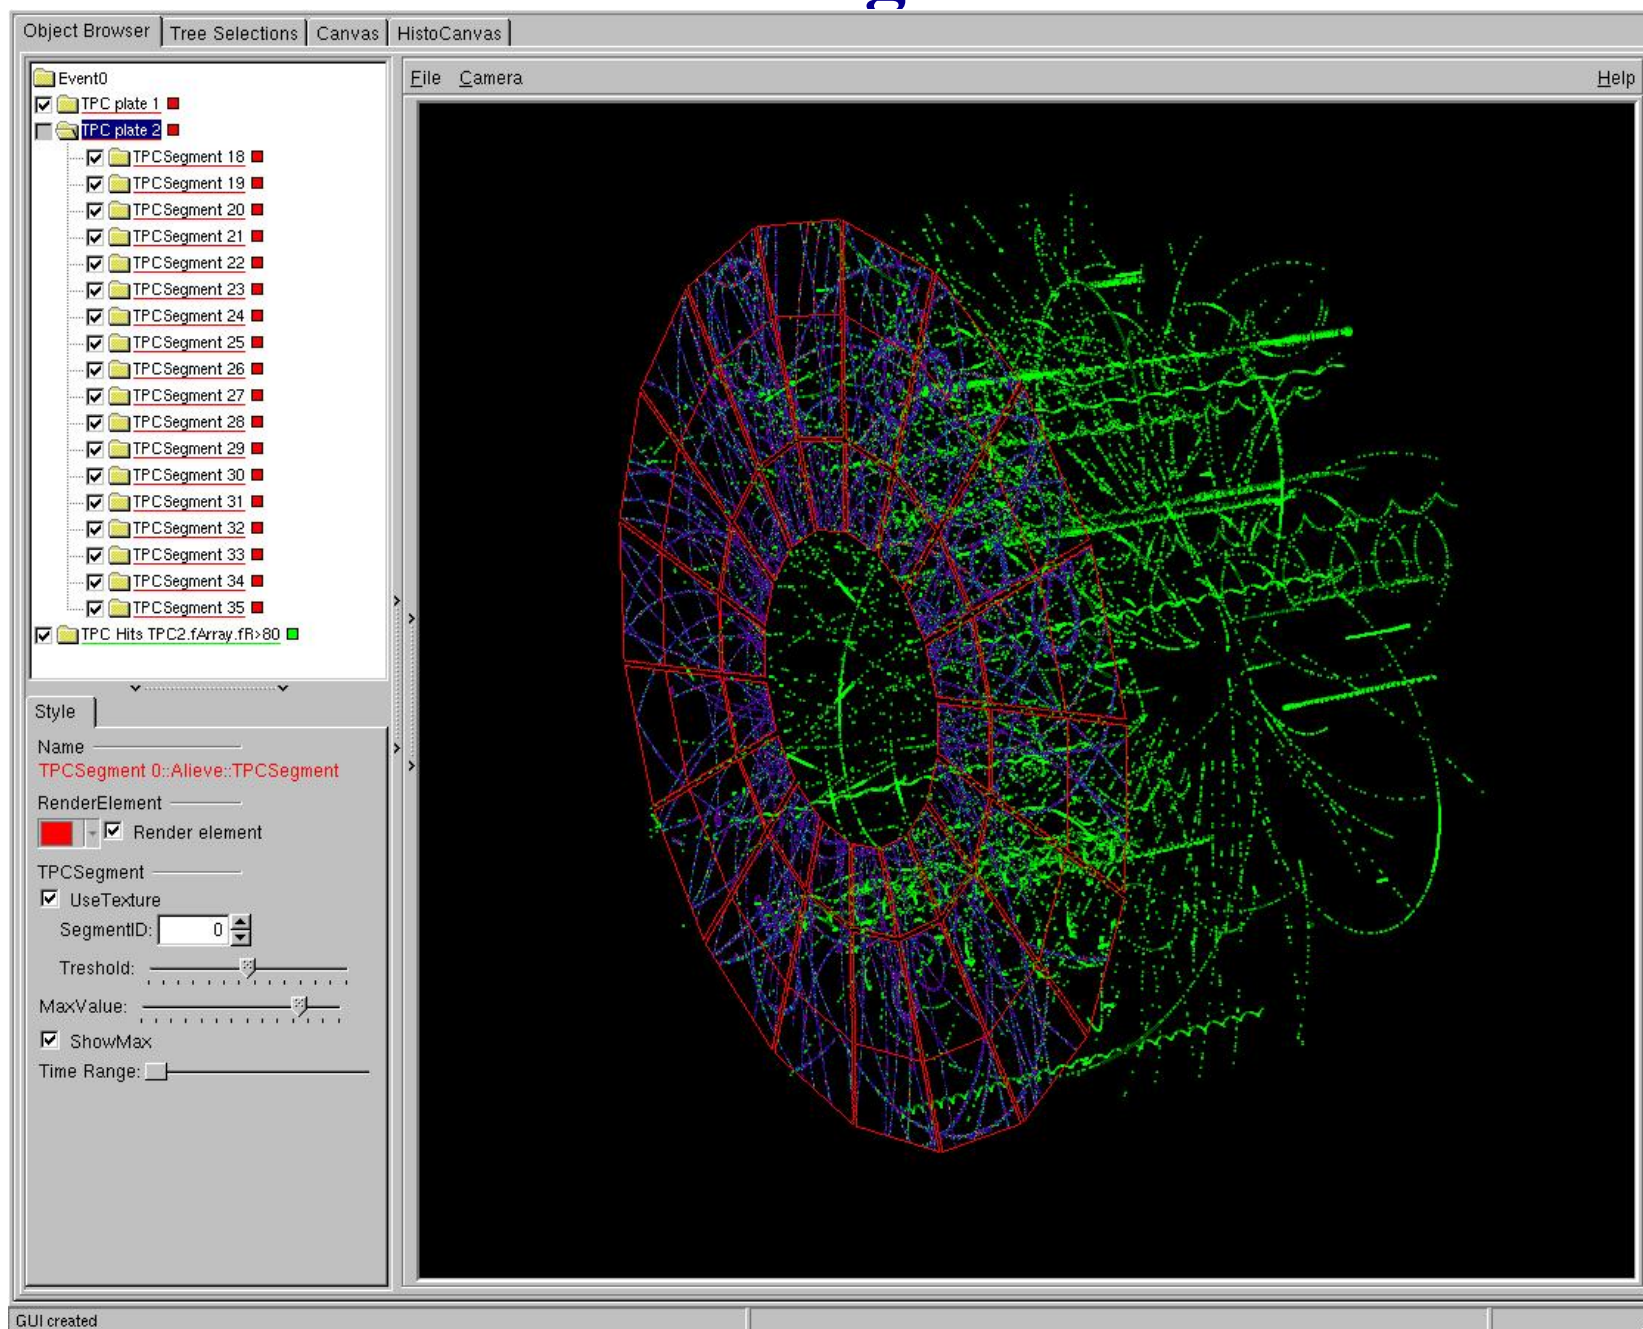 Object Browser Tree Selections Canvas HistoCanvas
Event0
TPC plate 1
TPC plate 2
TPCSegment 18
TPCSegment 19
TPCSegment 20
TPCSegment 21
TPCSegment 22
TPCSegment 23
TPCSegment 24
TPCSegment 25
TPCSegment 26
TPCSegment 27
TPCSegment 28
TPCSegment 29
TPCSegment 30
TPCSegment 31
TPCSegment 32
TPCSegment 33
TPCSegment 34
TPCSegment 35
TPC Hits TPC2.fArray.fR>80
Style
Name
TPCSegment 0::Alieve::TPCSegment
RenderElement
Render element
TPCSegment
UseTexture
SegmentID: 0
Treshold:
MaxValue:
ShowMax
Time Range:
File Camera Help
GUI created